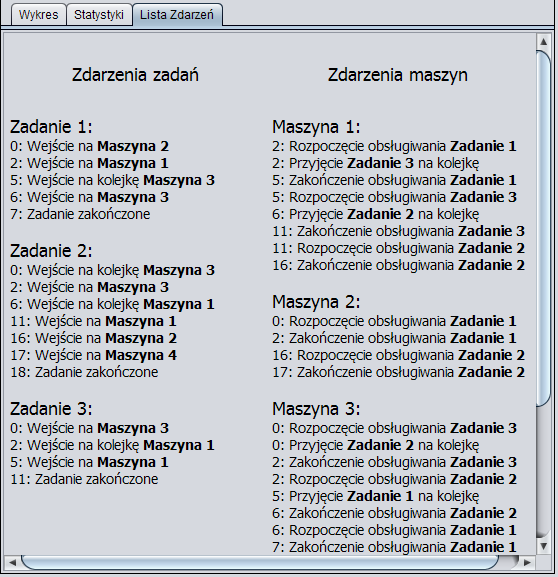 Wykres Statystyki Lista Zdarzeń
Zdarzenia zadań
Zadanie 1:
0: Wejście na Maszyna 2
2: Wejście na Maszyna 1
5: Wejście na kolejkę Maszyna 3
6: Wejście na Maszyna 3
7: Zadanie zakończone
Zadanie 2:
0: Wejście na kolejkę Maszyna 3
2: Wejście na Maszyna 3
6: Wejście na kolejkę Maszyna 1
11: Wejście na Maszyna 1
16: Wejście na Maszyna 2
17: Wejście na Maszyna 4
18: Zadanie zakończone
Zadanie 3:
0: Wejście na Maszyna 3
2: Wejście na kolejkę Maszyna 1
5: Wejście na Maszyna 1
11: Zadanie zakończone
Zdarzenia maszyn
Maszyna 1:
2: Rozpoczęcie obsługiwania Zadanie 1
2: Przyjęcie Zadanie 3 na kolejkę
5: Zakończenie obsługiwania Zadanie 1
5: Rozpoczęcie obsługiwania Zadanie 3
6: Przyjęcie Zadanie 2 na kolejkę
11: Zakończenie obsługiwania Zadanie 3
11: Rozpoczęcie obsługiwania Zadanie 2
16: Zakończenie obsługiwania Zadanie 2
Maszyna 2:
0: Rozpoczęcie obsługiwania Zadanie 1
2: Zakończenie obsługiwania Zadanie 1
16: Rozpoczęcie obsługiwania Zadanie 2
17: Zakończenie obsługiwania Zadanie 2
Maszyna 3:
0: Rozpoczęcie obsługiwania Zadanie 3
0: Przyjęcie Zadanie 2 na kolejkę
2: Zakończenie obsługiwania Zadanie 3
2: Rozpoczęcie obsługiwania Zadanie 2
5: Przyjęcie Zadanie 1 na kolejkę
6: Zakończenie obsługiwania Zadanie 2
6: Rozpoczęcie obsługiwania Zadanie 1
7: Zakończenie obsługiwania Zadanie 1